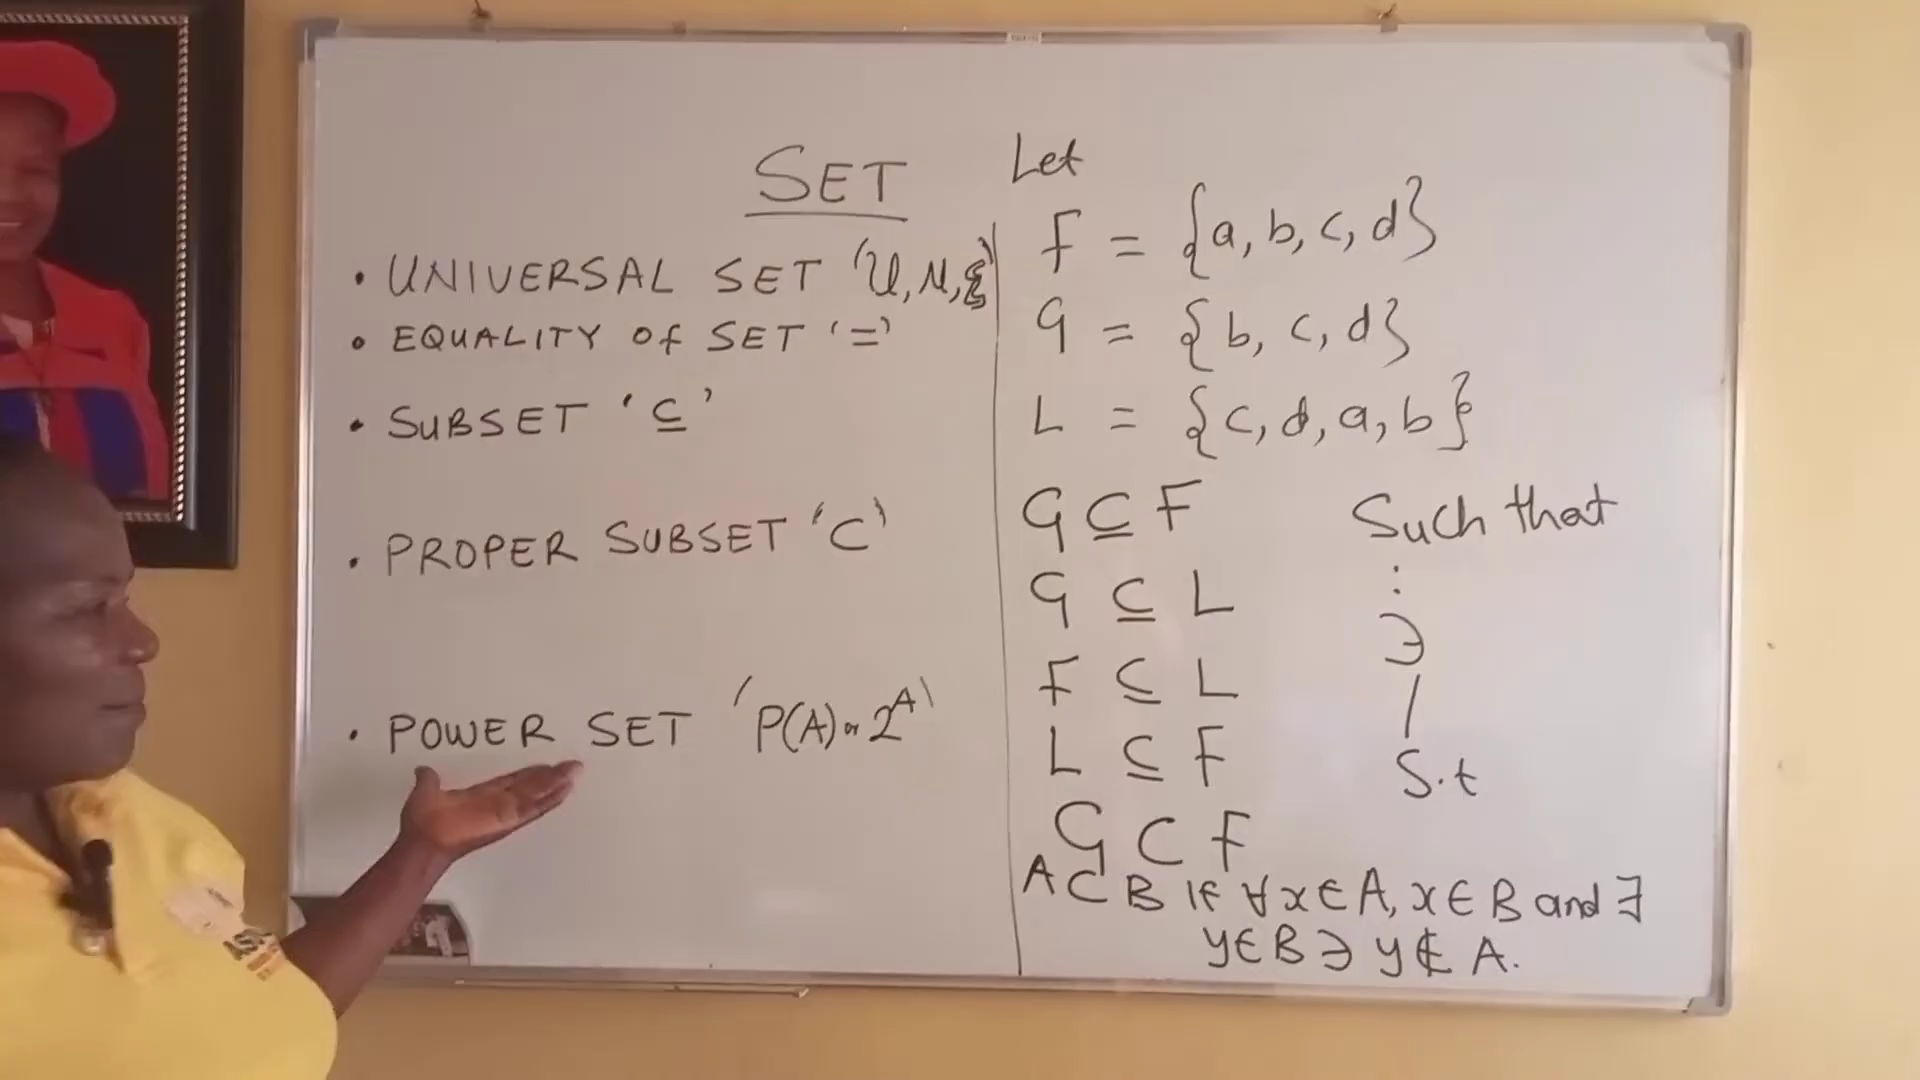 SET
• UNIVERSAL SET 'U, μ, ξ'
• EQUALITY Of SET '='
• SUBSET '⊆'
• PROPER SUBSET '⊂'
• POWER SET 'P(A) or 2^A'
Let
F = {a, b, c, d}
G = {b, c, d}
L = {c, d, a, b}
G ⊆ F
G ⊆ L
F ⊆ L
L ⊆ F
G ⊂ F
A ⊂ B if ∀ x ∈ A, x ∈ B and ∃
y ∈ B ∋ y ∉ A.
Such that
:
∋
/
S.t